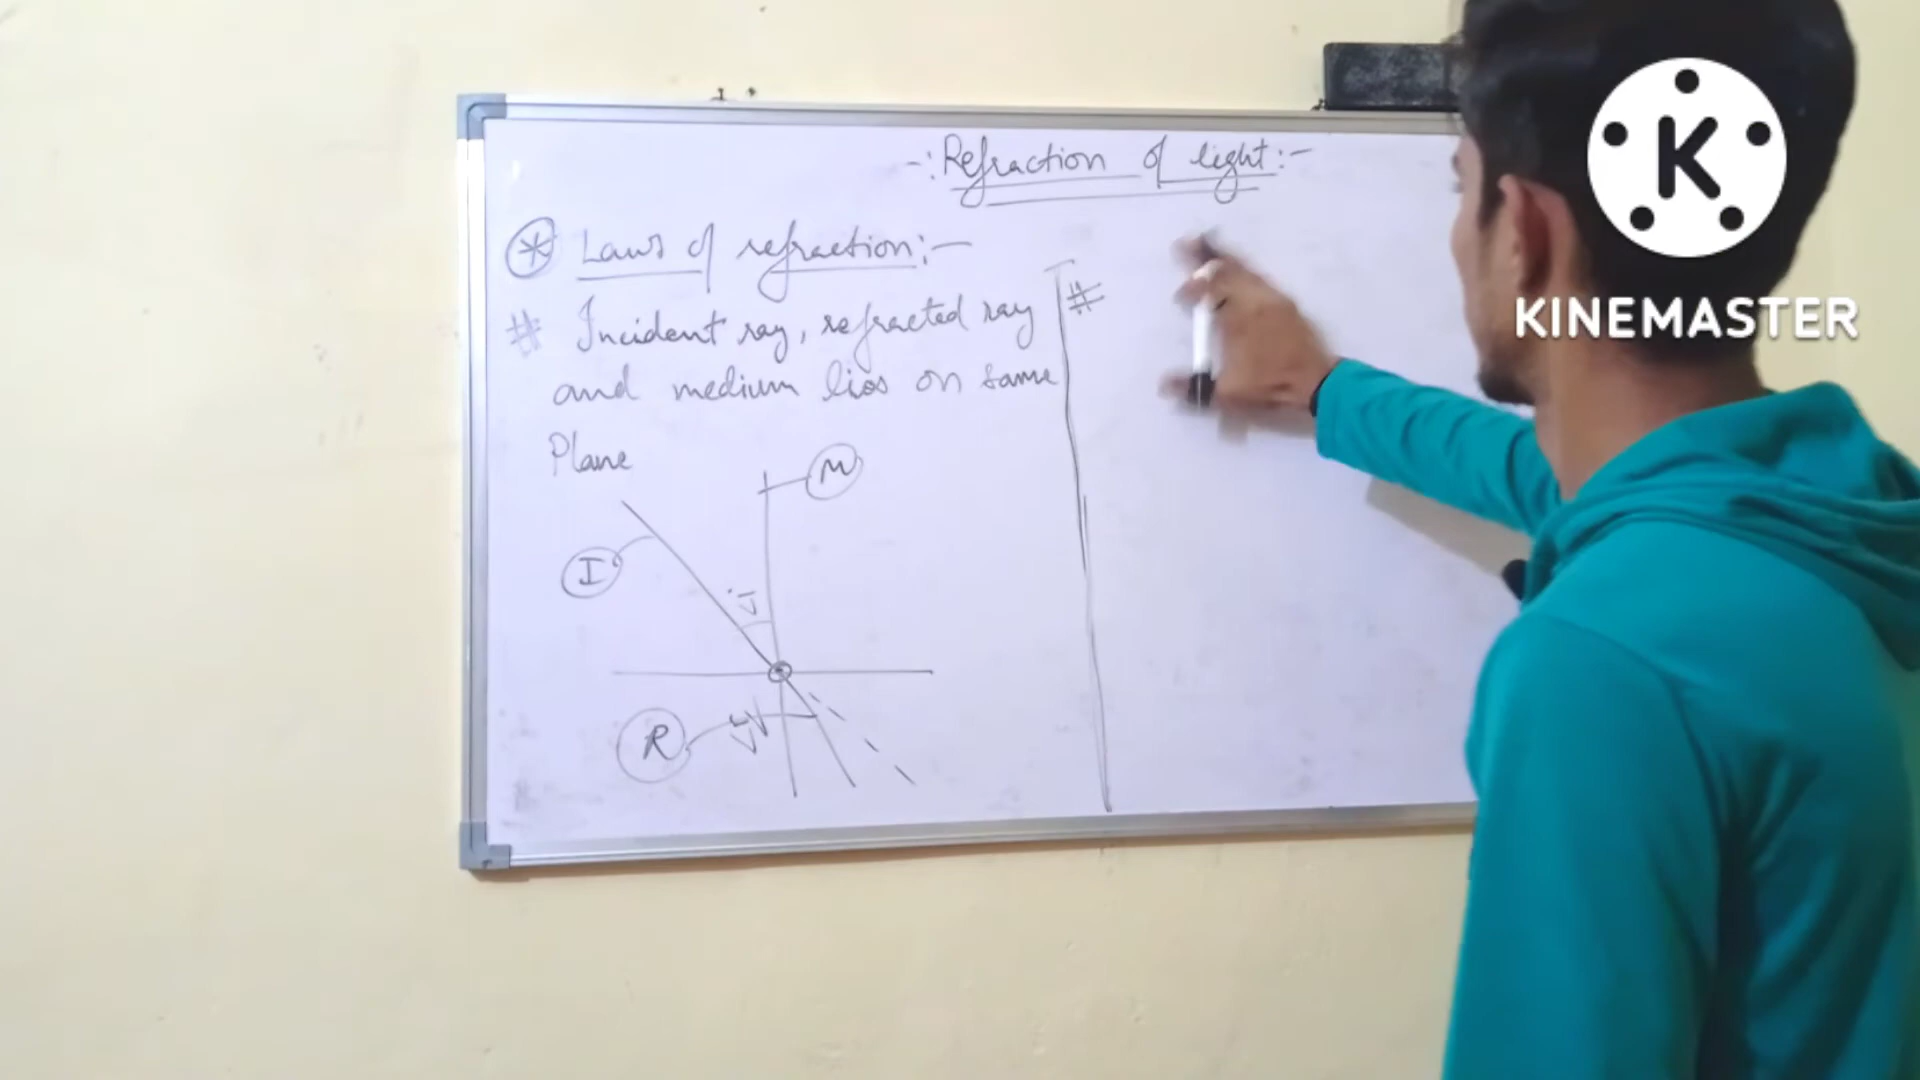 -: Refraction of light :-
* Laws of refraction :-
# Incident ray, refracted ray
and medium lies on same
Plane
#
M
I
i
R
r
K
KINEMASTER